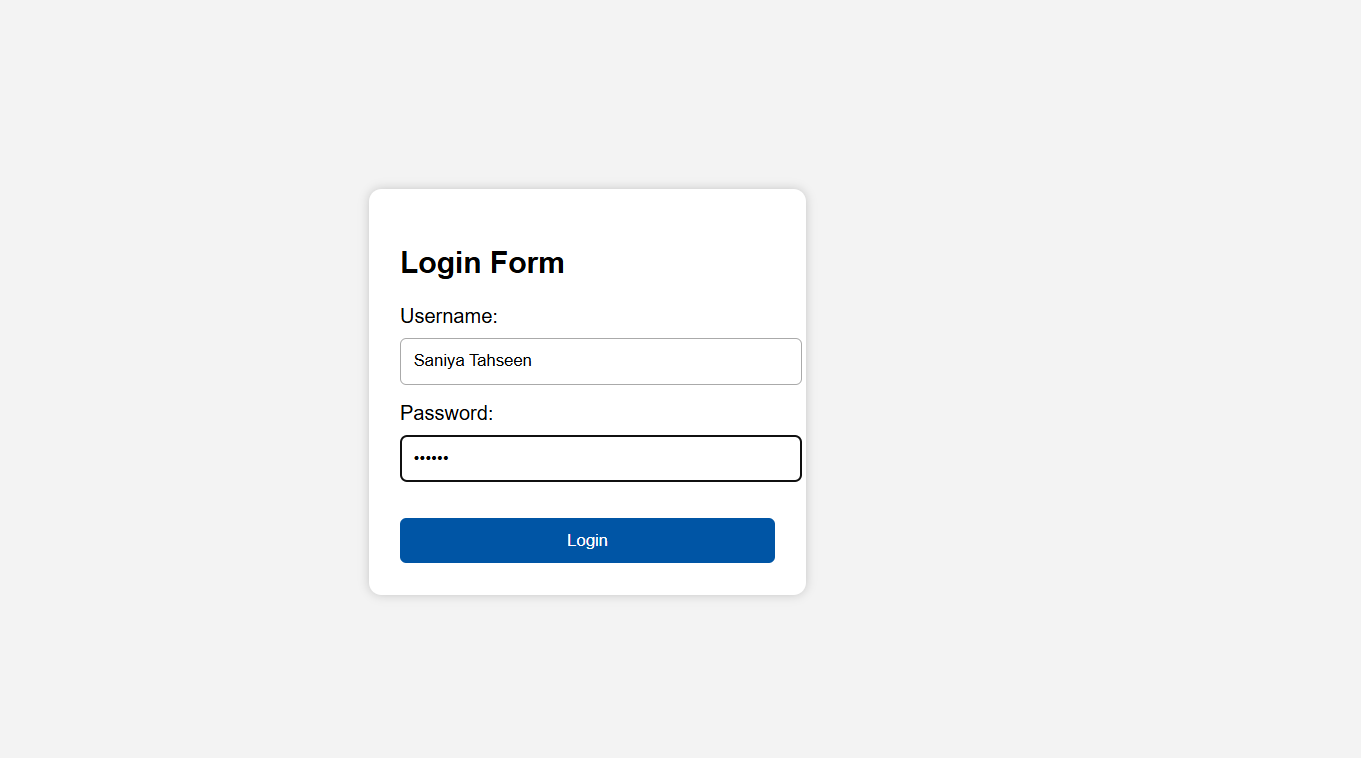 Login Form
Username:
Saniya Tahseen
Password:
••••••
Login